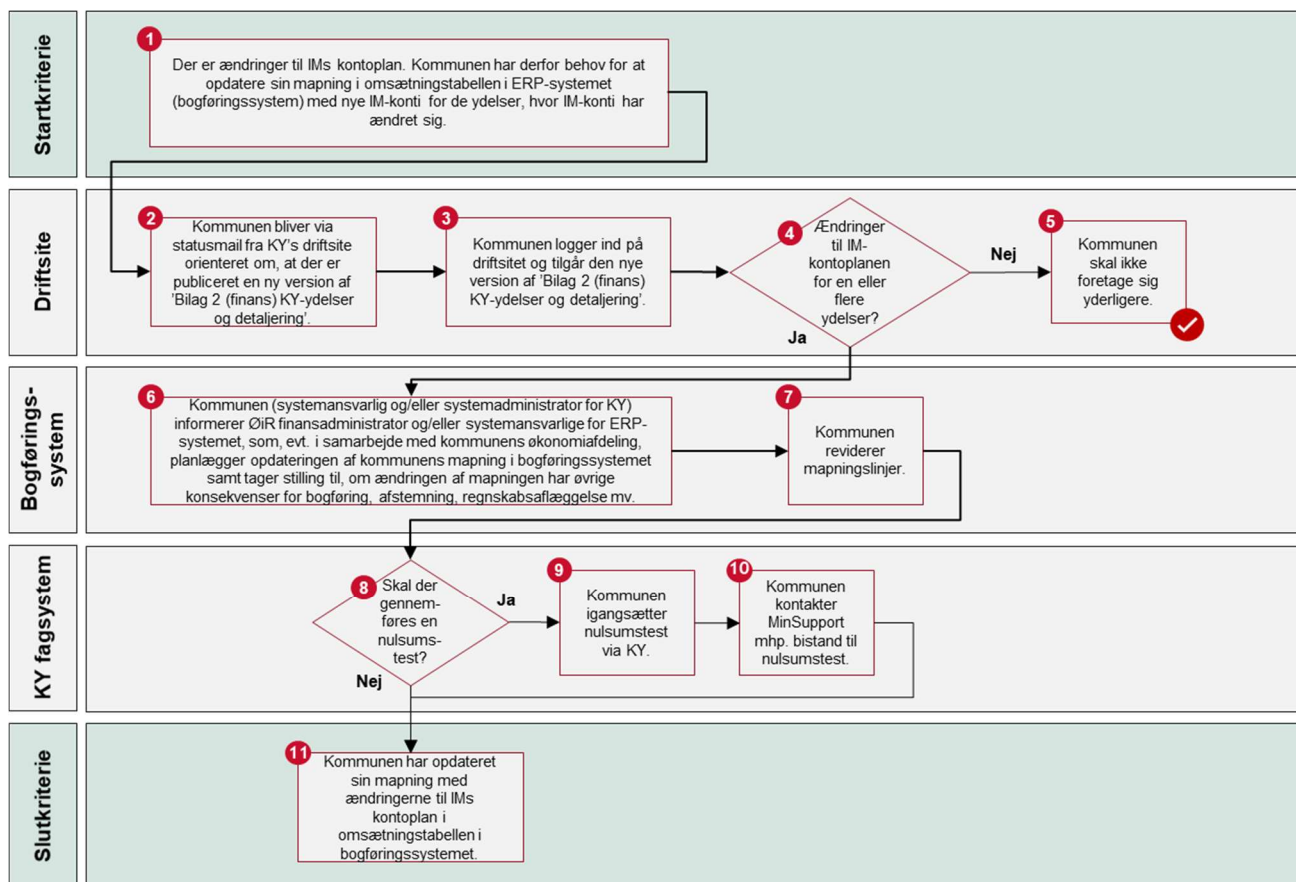 Startkriterie
1
Der er ændringer til IMs kontoplan. Kommunen har derfor behov for at
opdatere sin mapning i omsætningstabellen i ERP-systemet
(bogføringssystem) med nye IM-konti for de ydelser, hvor IM-konti har
ændret sig.
Driftsite
2
Kommunen bliver via
statusmail fra KY's driftsite
orienteret om, at der er
publiceret en ny version af
'Bilag 2 (finans) KY-ydelser
og detaljering'.
3
Kommunen logger ind på
driftsitet og tilgår den nye
version af 'Bilag 2 (finans)
KY-ydelser og detaljering'.
4
Ændringer
til IM-
kontoplanen
for en eller
flere
ydelser?
Nej
Ja
5
Kommunen
skal ikke
foretage sig
yderligere.
Bogførings-
system
6
Kommunen (systemansvarlig og/eller systemadministrator for KY)
informerer ØiR finansadministrator og/eller systemansvarlige for ERP-
systemet, som, evt. i samarbejde med kommunens økonomiafdeling,
planlægger opdateringen af kommunens mapning i bogføringssystemet
samt tager stilling til, om ændringen af mapningen har øvrige
konsekvenser for bogføring, afstemning, regnskabsaflæggelse mv.
7
Kommunen
reviderer
mapningslinjer.
KY fagsystem
8
Skal der
gennem-
føres en
nulsums-
test?
Ja
Nej
9
Kommunen
igangsætter
nulsumstest
via KY.
10
Kommunen
kontakter
MinSupport
mhp. bistand til
nulsumstest.
Slutkriterie
11
Kommunen har opdateret
sin mapning med
ændringerne til IMs
kontoplan i
omsætningstabellen i
bogføringssystemet.